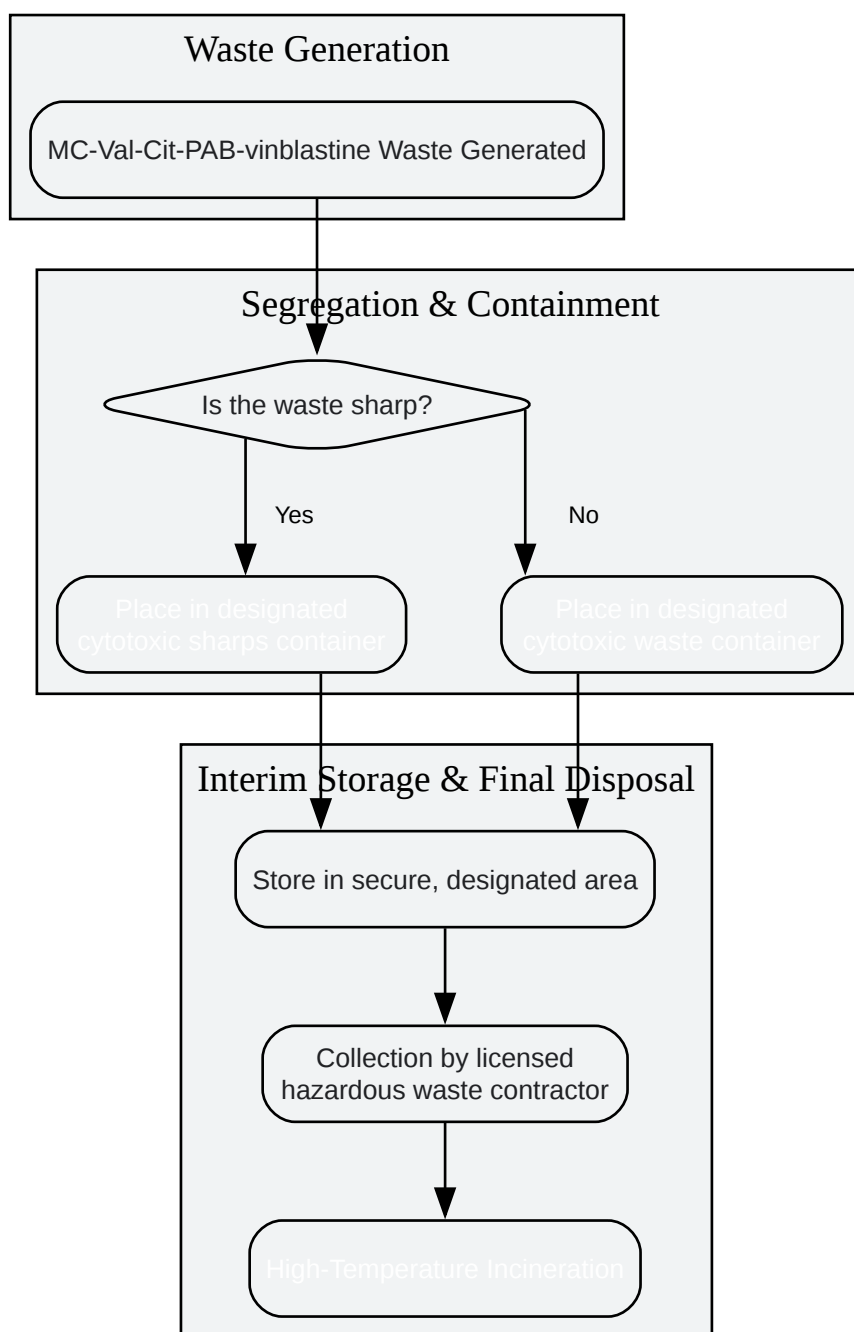 Waste Generation
MC-Val-Cit-PAB-vinblastine Waste Generated
Segregation & Containment
Is the waste sharp?
Yes
No
Place in designated
cytotoxic sharps container
Place in designated
cytotoxic waste container
Interim Storage & Final Disposal
Store in secure, designated area
Collection by licensed
hazardous waste contractor
High-Temperature Incineration